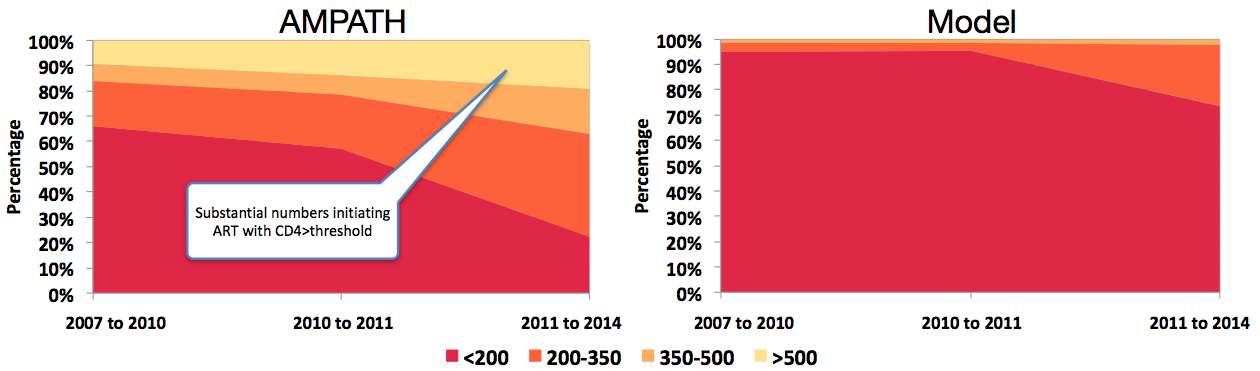 AMPATH
Percentage
100%
90%
80%
70%
60%
50%
40%
30%
20%
10%
0%
Substantial numbers initiating
ART with CD4>threshold
2007 to 2010
2010 to 2011
2011 to 2014
Model
Percentage
100%
90%
80%
70%
60%
50%
40%
30%
20%
10%
0%
2007 to 2010
2010 to 2011
2011 to 2014
<200
200-350
350-500
>500